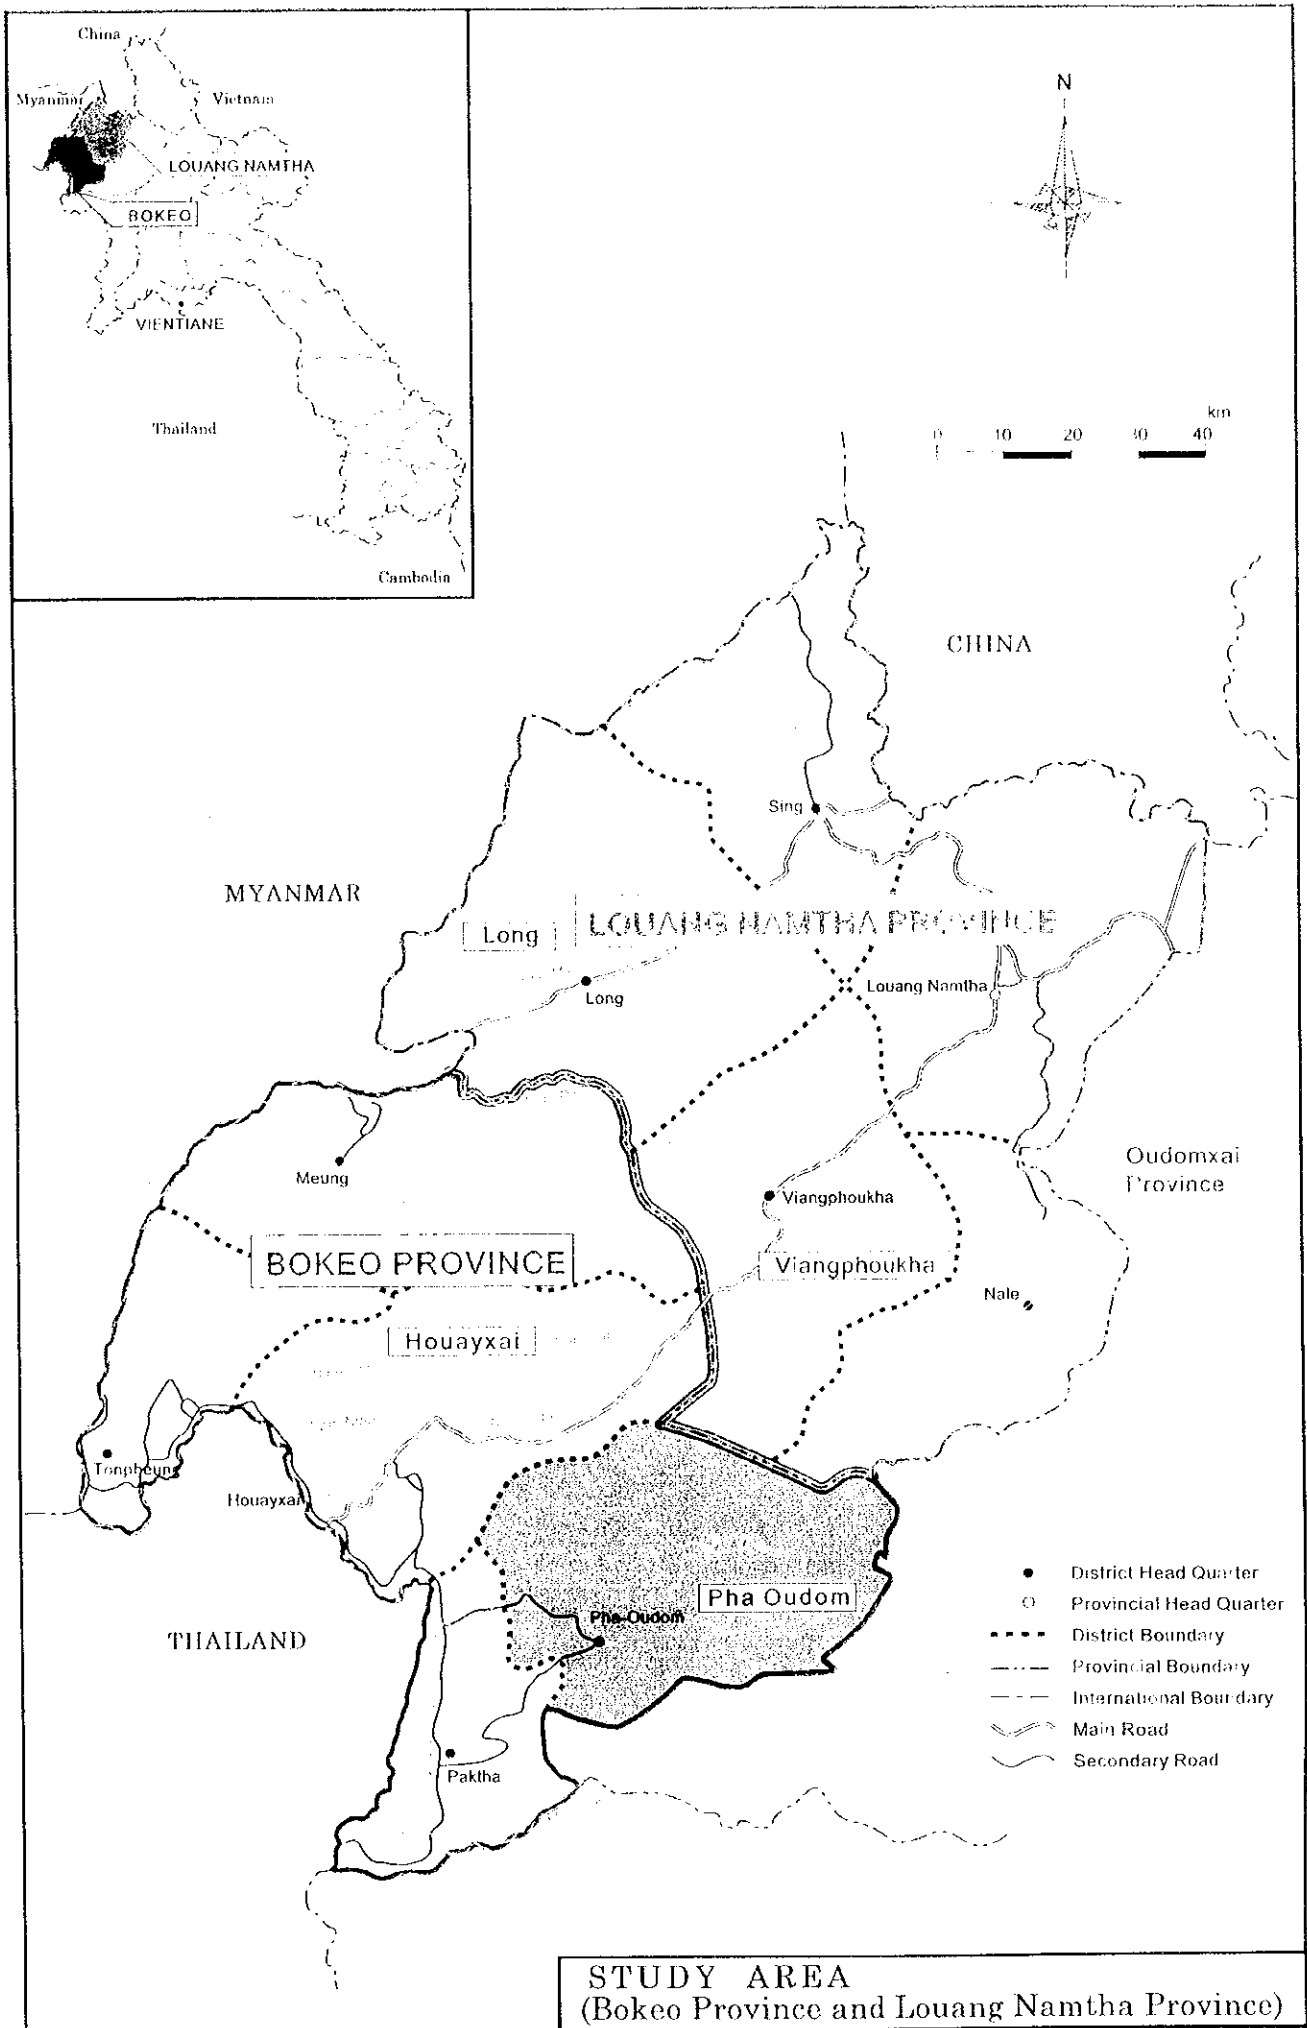 China
Myanmar
Vietnam
LOUANG NAMTHA
BOKEO
VIENTIANE
Thailand
Cambodia
N
km
0 10 20 30 40
CHINA
Sing
MYANMAR
Long
LOUANG NAMTHA PROVINCE
Louang Namtha
Long
Meung
Oudomxai
Province
Viangphoukha
BOKEO PROVINCE
Viangphoukha
Nale
Houayxai
Tonpheung
Houayxai
Pha Oudom
Pha-Oudom
THAILAND
Paktha
District Head Quarter
Provincial Head Quarter
District Boundary
Provincial Boundary
International Boundary
Main Road
Secondary Road
STUDY AREA
(Bokeo Province and Louang Namtha Province)